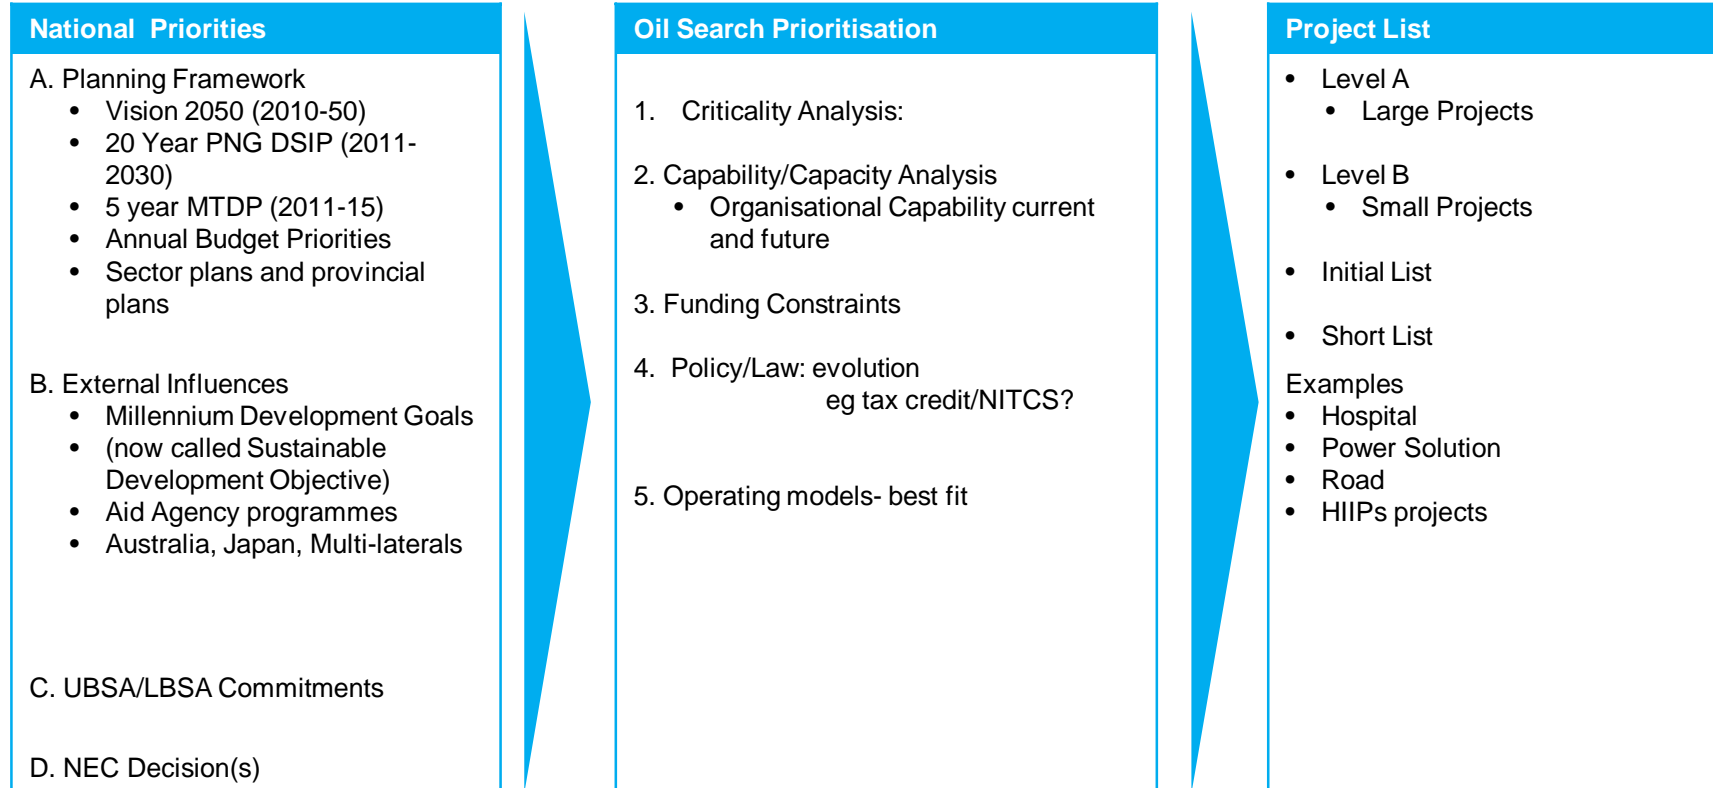 National Priorities
A. Planning Framework
• Vision 2050 (2010-50)
• 20 Year PNG DSIP (2011-
2030)
• 5 year MTDP (2011-15)
• Annual Budget Priorities
• Sector plans and provincial
plans
B. External Influences
• Millennium Development Goals
• (now called Sustainable
Development Objective)
• Aid Agency programmes
• Australia, Japan, Multi-laterals
C. UBSA/LBSA Commitments
D. NEC Decision(s)
Oil Search Prioritisation
1. Criticality Analysis:
2. Capability/Capacity Analysis
• Organisational Capability current
and future
3. Funding Constraints
4. Policy/Law: evolution
eg tax credit/NITCS?
5. Operating models- best fit
Project List
• Level A
• Large Projects
• Level B
• Small Projects
• Initial List
• Short List
Examples
• Hospital
• Power Solution
• Road
• HIIPs projects